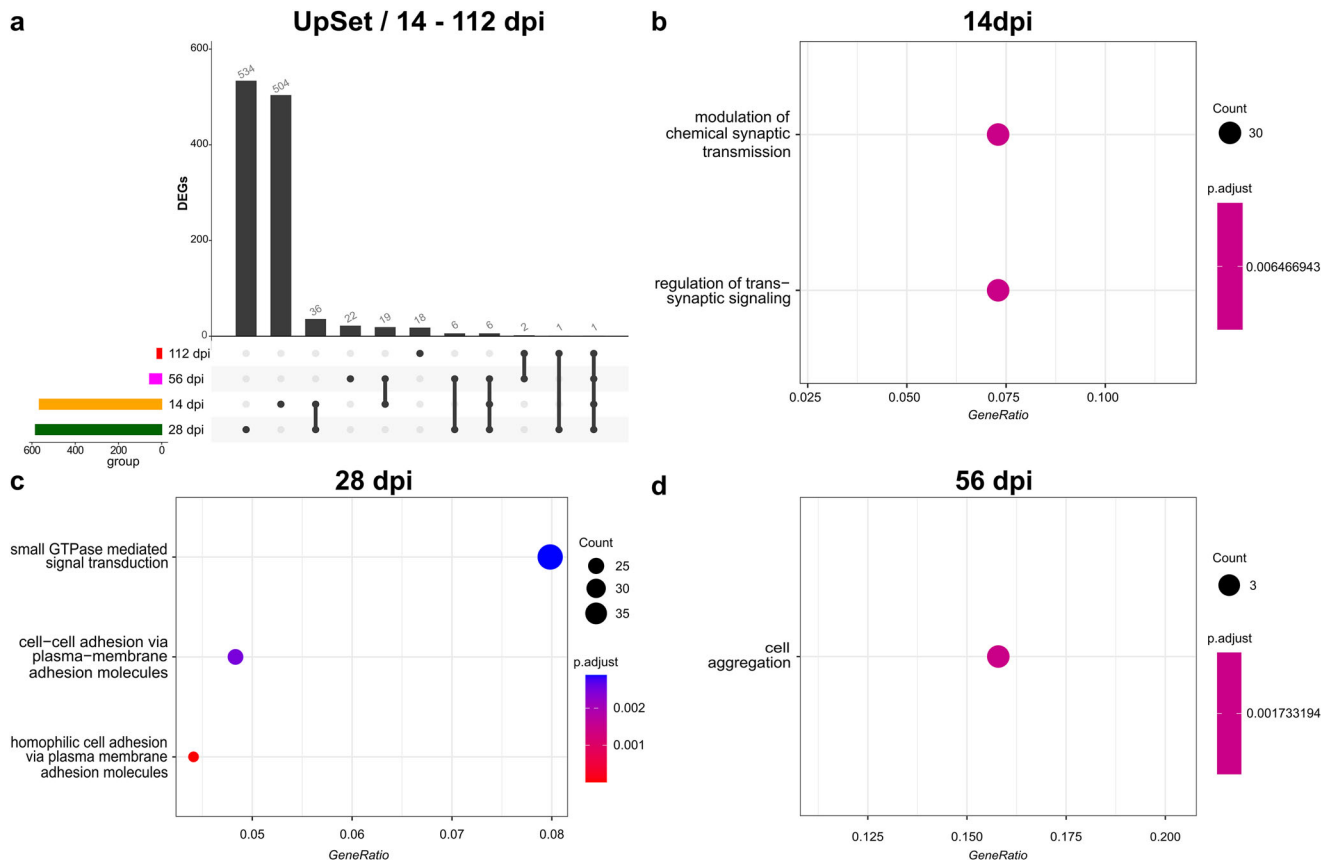 a
UpSet / 14 - 112 dpi
600
400
200
0
DEGs
534
504
36
22
19
18
6
6
2
1
1
112 dpi
56 dpi
14 dpi
28 dpi
600
400
200
0
group
b
14dpi
modulation of
chemical synaptic
transmission
regulation of trans−
synaptic signaling
0.025
0.050
0.075
0.100
GeneRatio
Count
30
p.adjust
0.006466943
c
28 dpi
small GTPase mediated
signal transduction
cell−cell adhesion via
plasma−membrane
adhesion molecules
homophilic cell adhesion
via plasma membrane
adhesion molecules
0.05
0.06
0.07
0.08
GeneRatio
Count
25
30
35
p.adjust
0.002
0.001
d
56 dpi
cell
aggregation
0.125
0.150
0.175
0.200
GeneRatio
Count
3
p.adjust
0.001733194